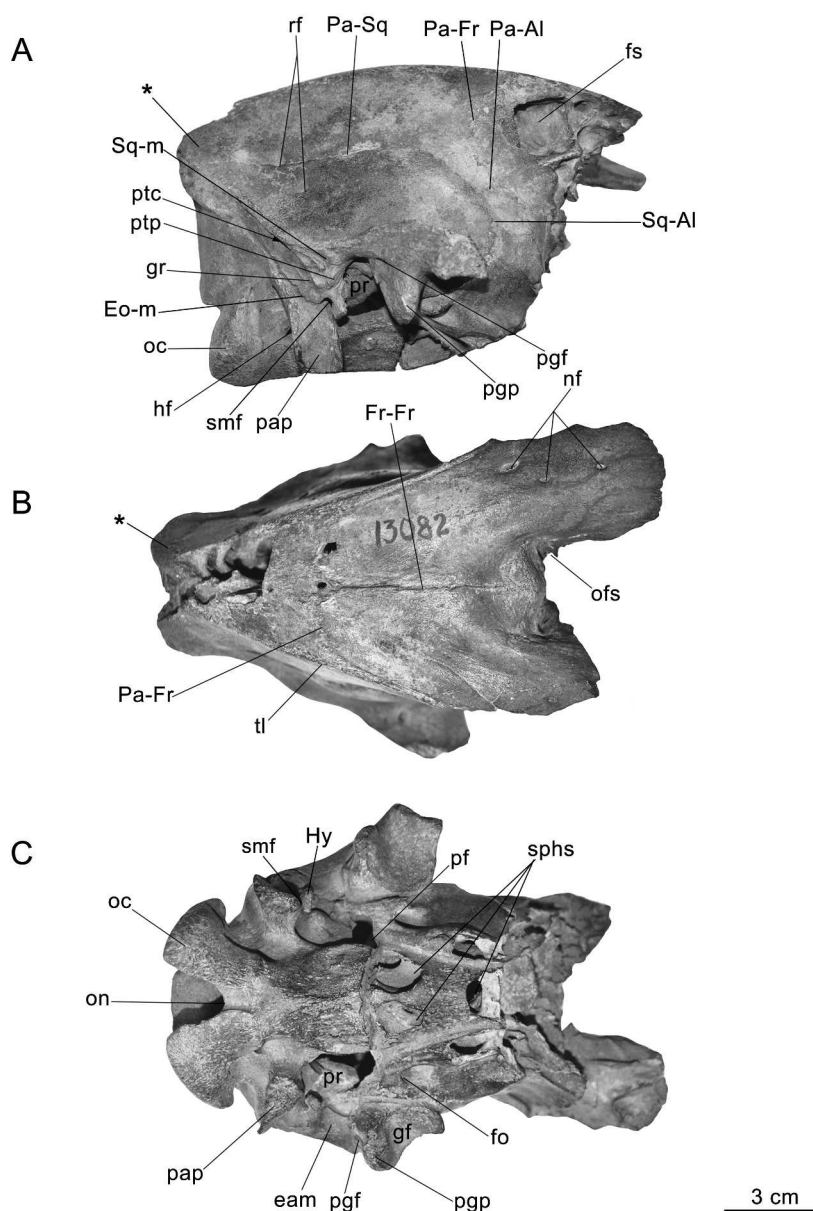 A
rf Pa-Sq Pa-Fr Pa-Al fs
*
Sq-m
ptc
ptp
Sq-Al
gr
pr
Eo-m
oc
pgf
hf smf pap pgp
B
Fr-Fr nf
*
13082
ofs
Pa-Fr
tl
C
smf Hy pf sphs
oc
on
pr
gf fo
pap eam pgf pgp
3 cm